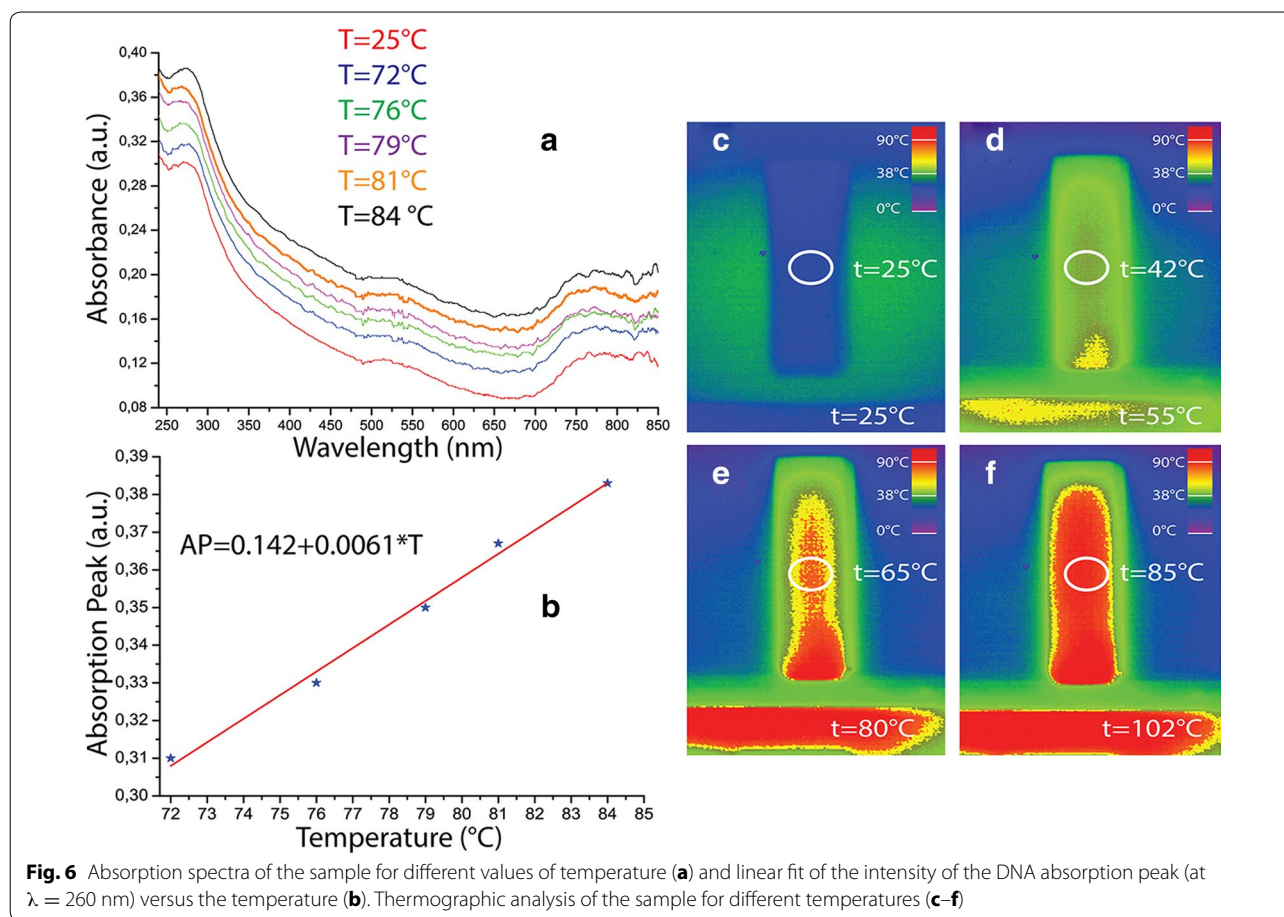 T=25°C
T=72°C
T=76°C
T=79°C
T=81°C
T=84 °C
a
0,40
0,36
0,32
0,28
0,24
0,20
0,16
0,12
0,08
Absorbance (a.u.)
250 300 350 400 450 500 550 600 650 700 750 800 850
Wavelength (nm)
0,39
0,38
0,37
0,36
0,35
0,34
0,33
0,32
0,31
0,30
Absorption Peak (a.u.)
AP=0.142+0.0061*T
b
72 73 74 75 76 77 78 79 80 81 82 83 84 85
Temperature (°C)
c
90°C
38°C
0°C
t=25°C
t=25°C
d
90°C
38°C
0°C
t=42°C
t=55°C
e
90°C
38°C
0°C
t=65°C
t=80°C
f
90°C
38°C
0°C
t=85°C
t=102°C
Fig. 6 Absorption spectra of the sample for different values of temperature (a) and linear fit of the intensity of the DNA absorption peak (at
λ = 260 nm) versus the temperature (b). Thermographic analysis of the sample for different temperatures (c–f)